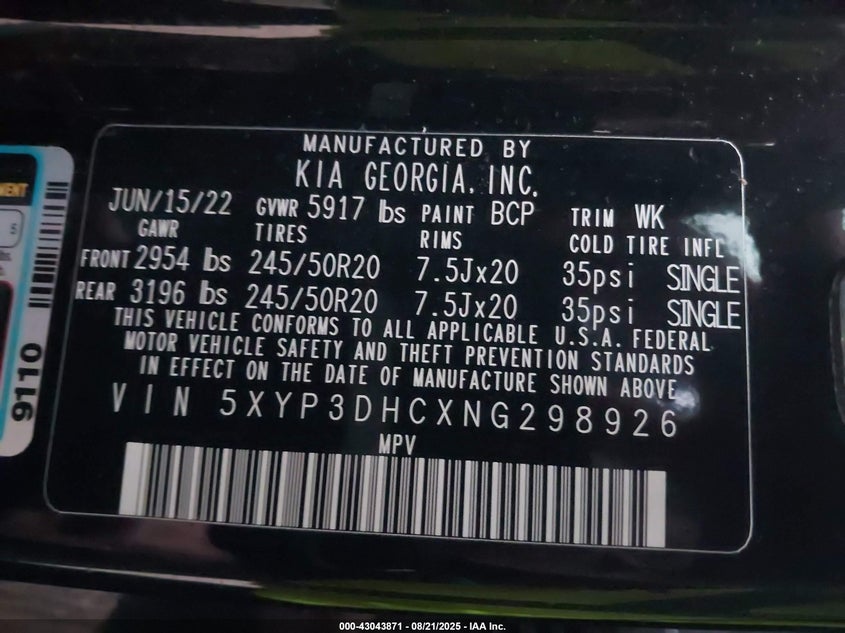 MANUFACTURED BY
KIA GEORGIA, INC.
JUN/15/22 GVWR 5917 lbs PAINT BCP TRIM WK
GAWR TIRES RIMS COLD TIRE INFL
FRONT 2954 lbs 245/50R20 7.5Jx20 35psi SINGLE
REAR 3196 lbs 245/50R20 7.5Jx20 35psi SINGLE
THIS VEHICLE CONFORMS TO ALL APPLICABLE U.S.A. FEDERAL
MOTOR VEHICLE SAFETY AND THEFT PREVENTION STANDARDS
IN EFFECT ON THE DATE OF MANUFACTURE SHOWN ABOVE
VIN 5XYP3DHCXNG298926
MPV
5
9110
000-43043871 - 08/21/2025 - IAA Inc.